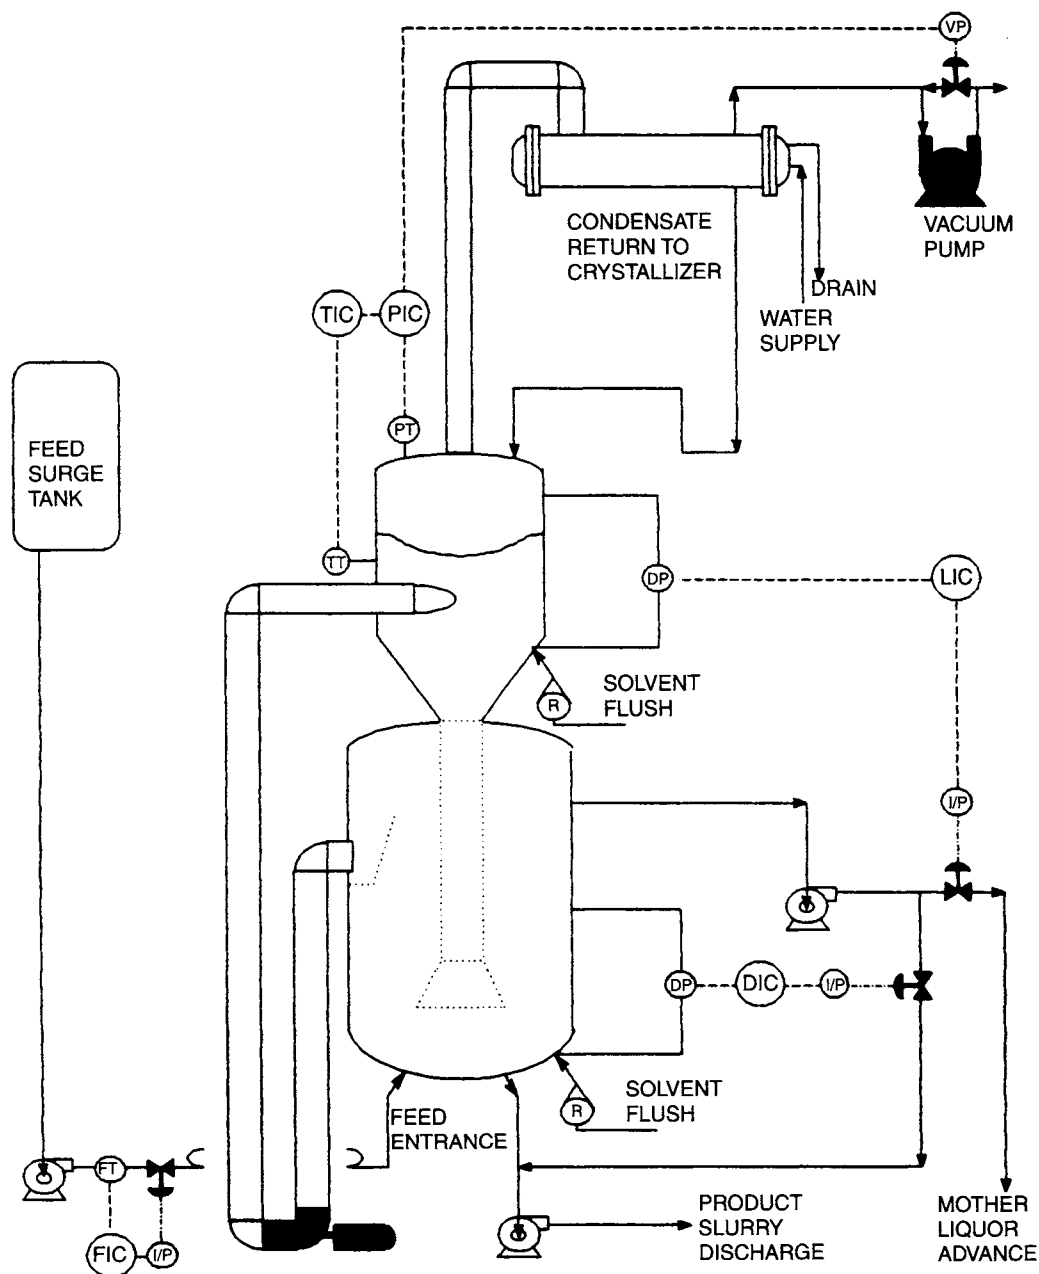 VP
VACUUM
PUMP
CONDENSATE
RETURN TO
CRYSTALLIZER
DRAIN
WATER
SUPPLY
TIC
PIC
PT
FEED
SURGE
TANK
TT
DP
LIC
SOLVENT
FLUSH
R
I/P
DP
DIC
I/P
SOLVENT
FLUSH
R
FEED
ENTRANCE
FT
FIC
I/P
PRODUCT
SLURRY
DISCHARGE
MOTHER
LIQUOR
ADVANCE